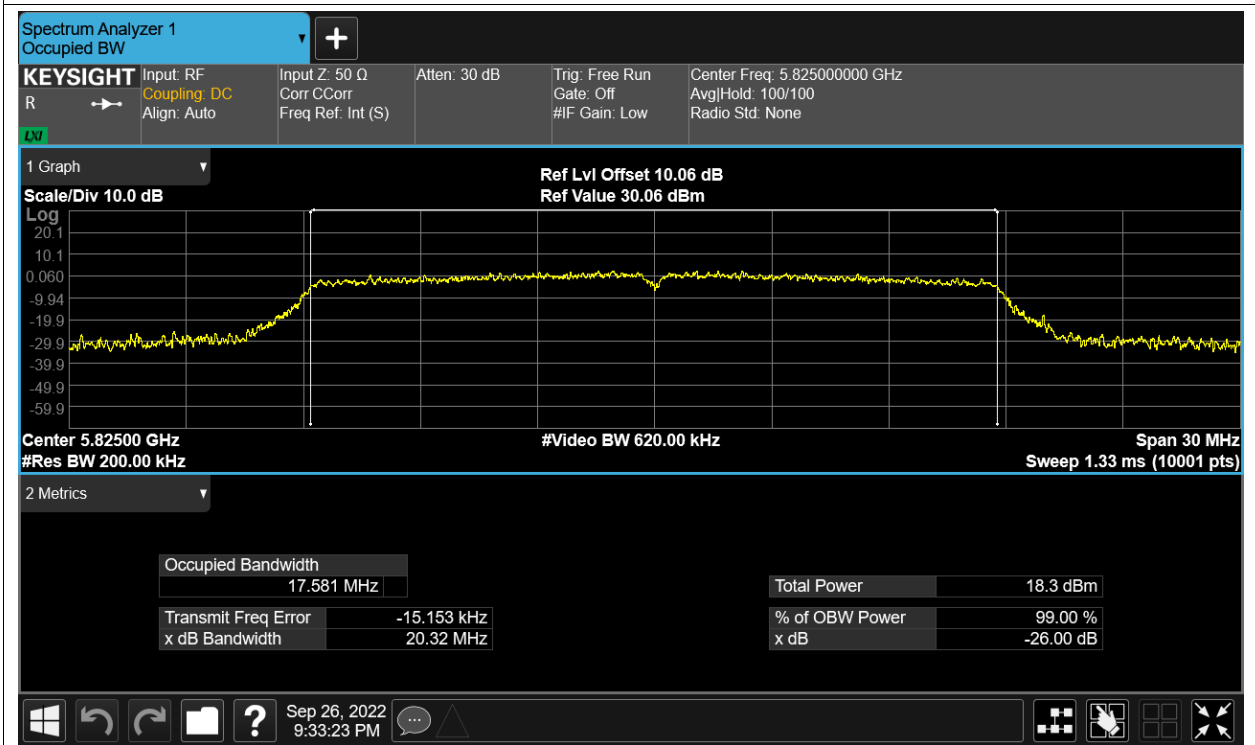 Spectrum Analyzer 1
Occupied BW
KEYSIGHT
R
LXI
Input: RF
Coupling: DC
Align: Auto
Input Z: 50 Ω
Corr CCorr
Freq Ref: Int (S)
Atten: 30 dB
Trig: Free Run
Gate: Off
#IF Gain: Low
Center Freq: 5.825000000 GHz
Avg|Hold: 100/100
Radio Std: None
1 Graph
Scale/Div 10.0 dB
Ref Lvl Offset 10.06 dB
Ref Value 30.06 dBm
Log
20.1
10.1
0.060
-9.94
-19.9
-29.9
-39.9
-49.9
-59.9
Center 5.82500 GHz
#Res BW 200.00 kHz
#Video BW 620.00 kHz
Span 30 MHz
Sweep 1.33 ms (10001 pts)
2 Metrics
Occupied Bandwidth
17.581 MHz
Transmit Freq Error -15.153 kHz
x dB Bandwidth 20.32 MHz
Total Power 18.3 dBm
% of OBW Power 99.00 %
x dB -26.00 dB
?
Sep 26, 2022
9:33:23 PM